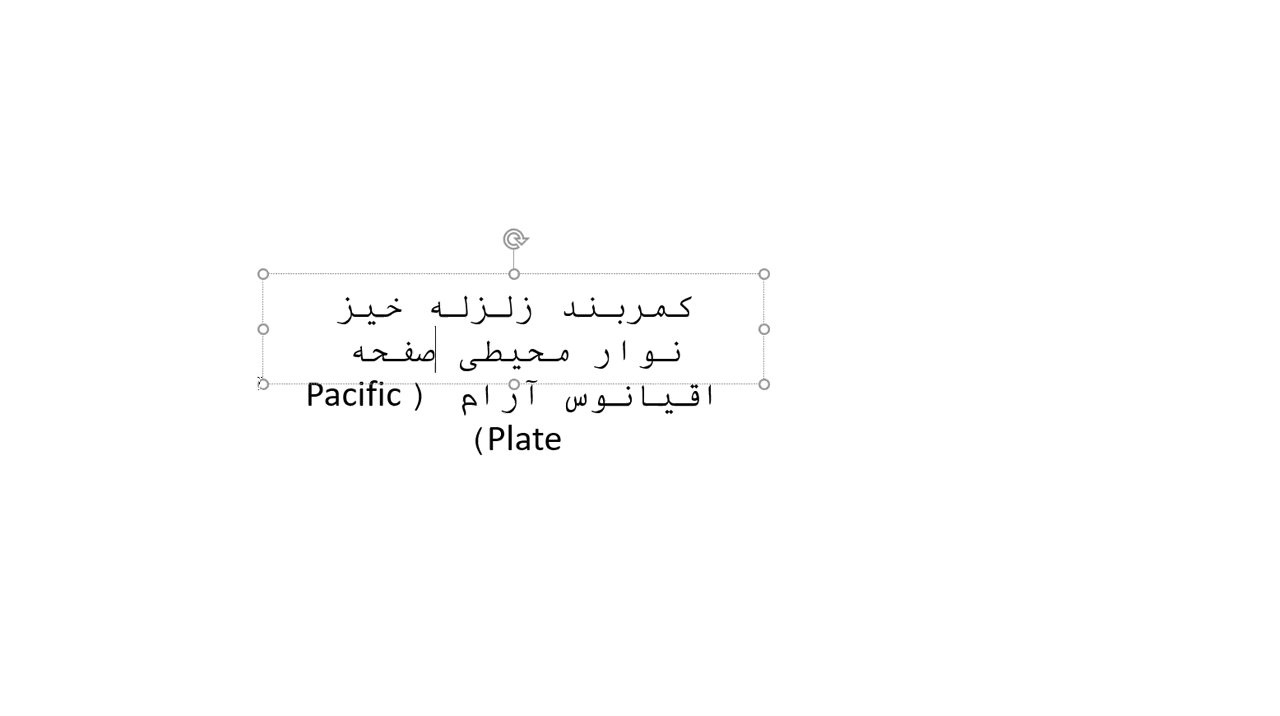 کمربند زلزله خیز
نوار محیطی صفحه
اقیانوس آرام ( Pacific
Plate)